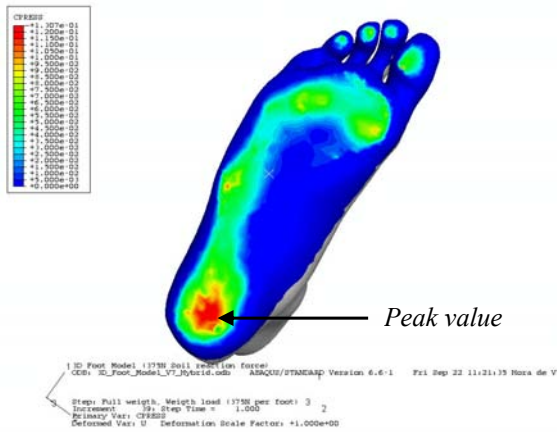 CPRESS
+1.307e-01
+1.200e-01
+1.150e-01
+1.100e-01
+1.050e-01
+1.000e-01
+9.500e-02
+9.000e-02
+8.500e-02
+8.000e-02
+7.500e-02
+7.000e-02
+6.500e-02
+6.000e-02
+5.500e-02
+5.000e-02
+4.500e-02
+4.000e-02
+3.500e-02
+3.000e-02
+2.500e-02
+2.000e-02
+1.500e-02
+1.000e-02
+5.000e-03
+0.000e+00
Peak value
1 3D Foot Model (375N Soil reaction force)
ODB: 3D_Foot_Model_V7_Hybrid.odb ABAQUS/STANDARD Version 6.6-1 Fri Sep 22 11:21:35 Hora de V
3 Step: Full weigth, Weigth load (375N per foot) 3
Increment 39: Step Time = 1.000 2
Primary Var: CPRESS
Deformed Var: U Deformation Scale Factor: +1.000e+00